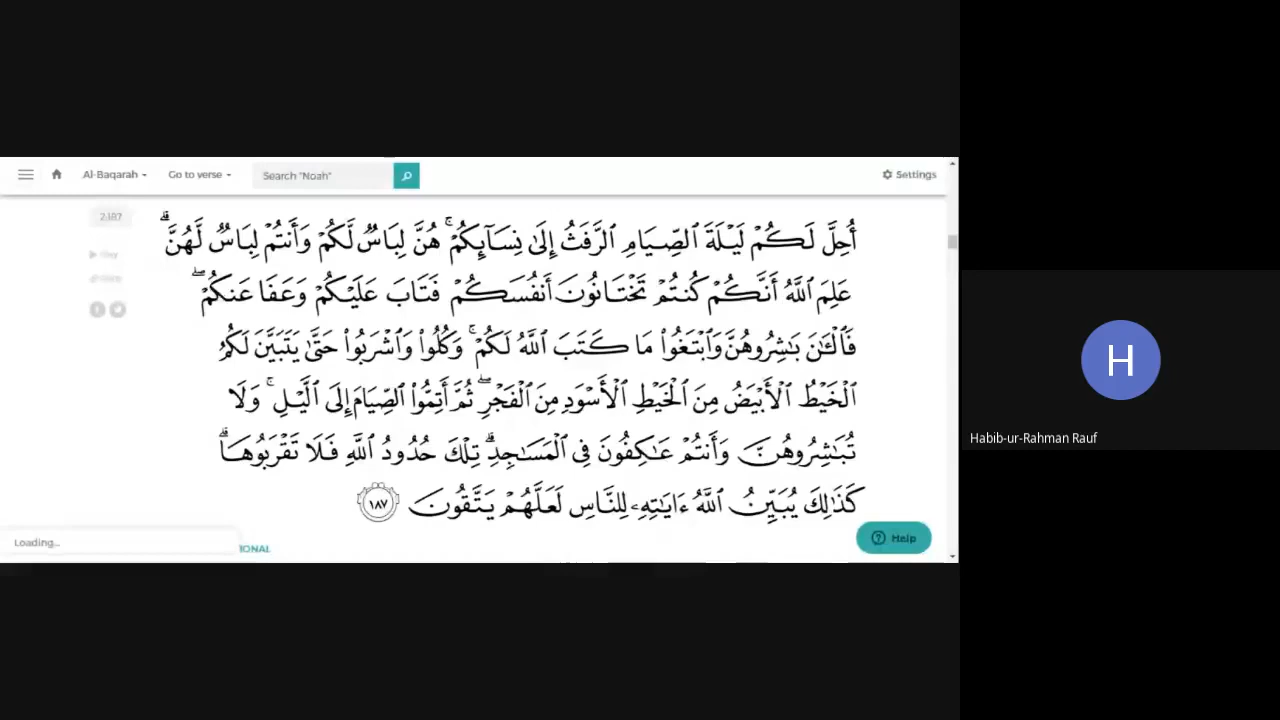 Al-Baqarah
Go to verse
Search "Noah"
Settings
2:187
Play
أُحِلَّ لَكُمْ لَيْلَةَ ٱلصِّيَامِ ٱلرَّفَثُ إِلَىٰ نِسَآئِكُمْ ۚ هُنَّ لِبَاسٌ لَّكُمْ وَأَنتُمْ لِبَاسٌ لَّهُنَّ ۗ
عَلِمَ ٱللَّهُ أَنَّكُمْ كُنتُمْ تَخْتَانُونَ أَنفُسَكُمْ فَتَابَ عَلَيْكُمْ وَعَفَا عَنكُمْ ۖ
فَٱلْـَٔـٰنَ بَـٰشِرُوهُنَّ وَٱبْتَغُوا۟ مَا كَتَبَ ٱللَّهُ لَكُمْ ۚ وَكُلُوا۟ وَٱشْرَبُوا۟ حَتَّىٰ يَتَبَيَّنَ لَكُمُ
ٱلْخَيْطُ ٱلْأَبْيَضُ مِنَ ٱلْخَيْطِ ٱلْأَسْوَدِ مِنَ ٱلْفَجْرِ ۖ ثُمَّ أَتِمُّوا۟ ٱلصِّيَامَ إِلَى ٱلَّيْلِ ۚ وَلَا
تُبَـٰشِرُوهُنَّ وَأَنتُمْ عَـٰكِفُونَ فِى ٱلْمَسَـٰجِدِ ۗ تِلْكَ حُدُودُ ٱللَّهِ فَلَا تَقْرَبُوهَا ۗ
كَذَٰلِكَ يُبَيِّنُ ٱللَّهُ ءَايَـٰتِهِۦ لِلنَّاسِ لَعَلَّهُمْ يَتَّقُونَ ١٨٧
Loading...
IONAL
Help
H
Habib-ur-Rahman Rauf